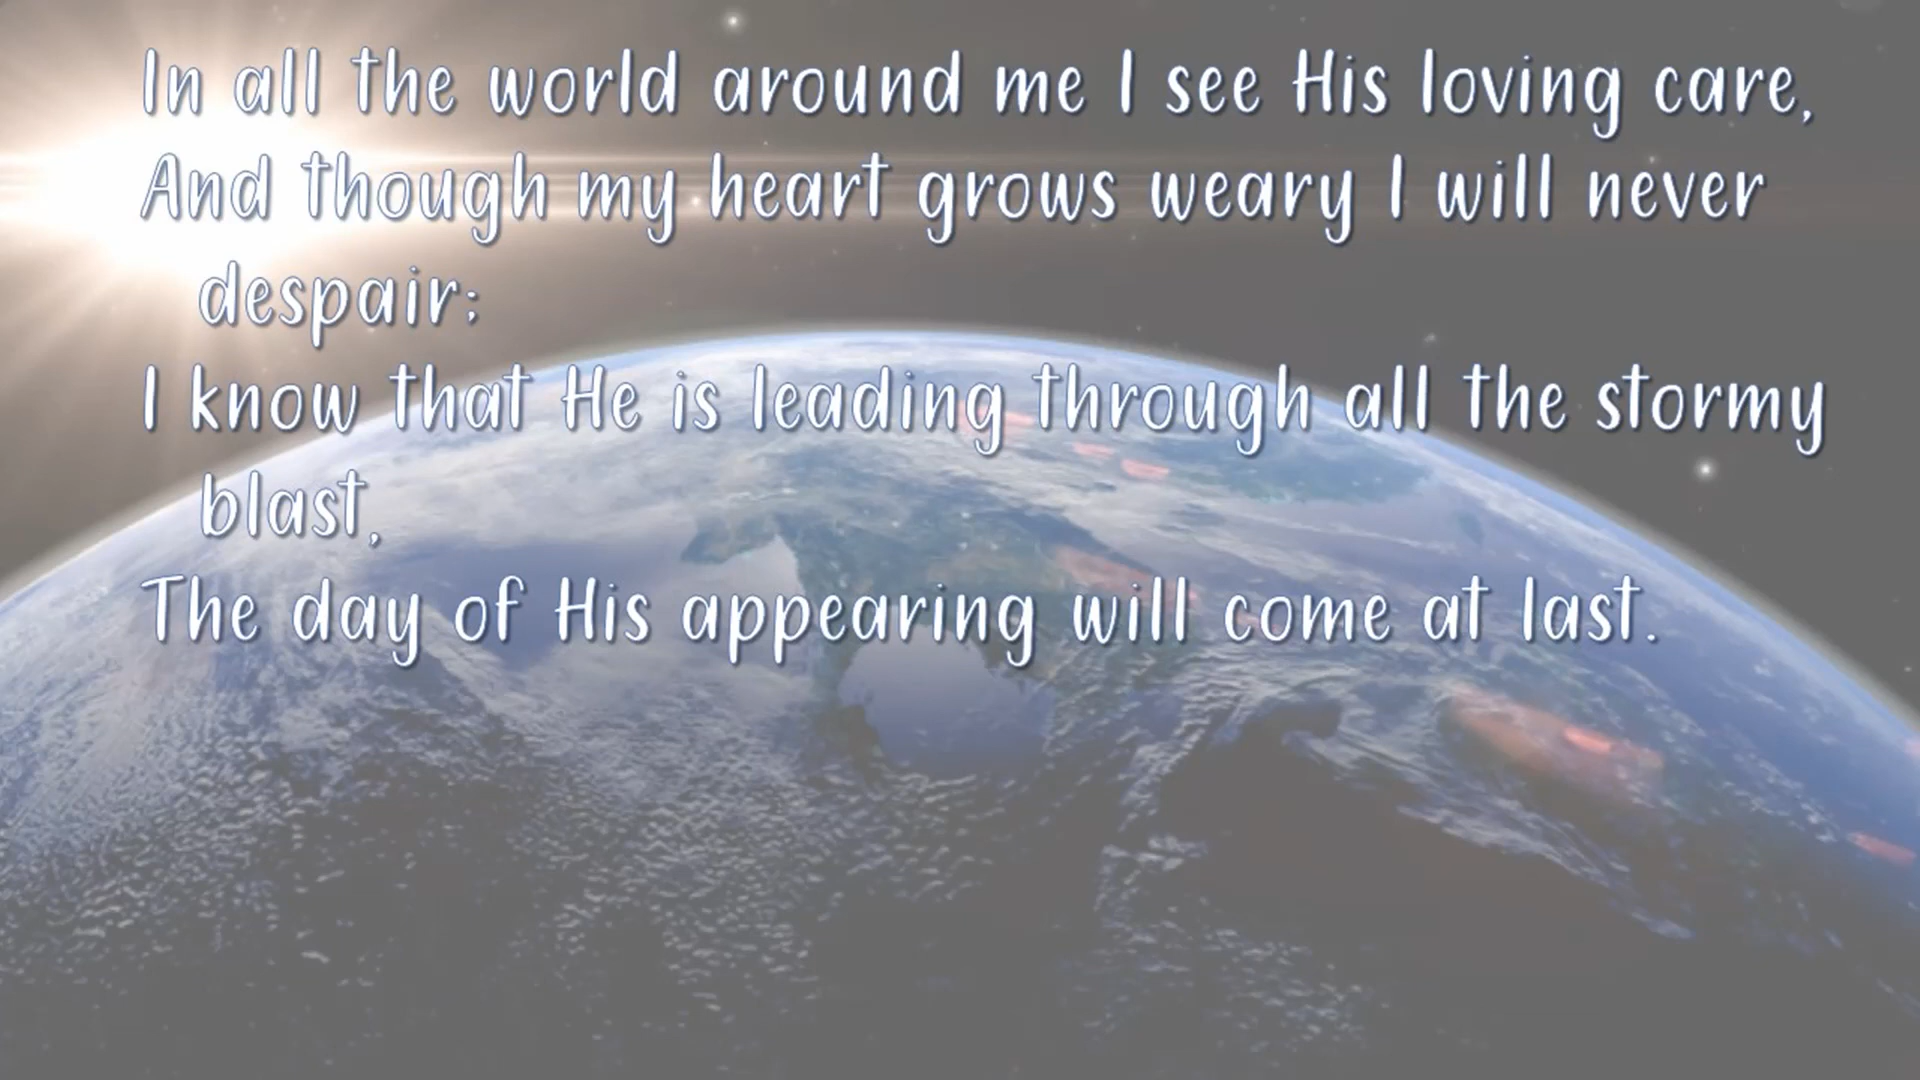 In all the world around me I see His loving care,
And though my heart grows weary I will never
despair;
I know that He is leading through all the stormy
blast,
The day of His appearing will come at last.